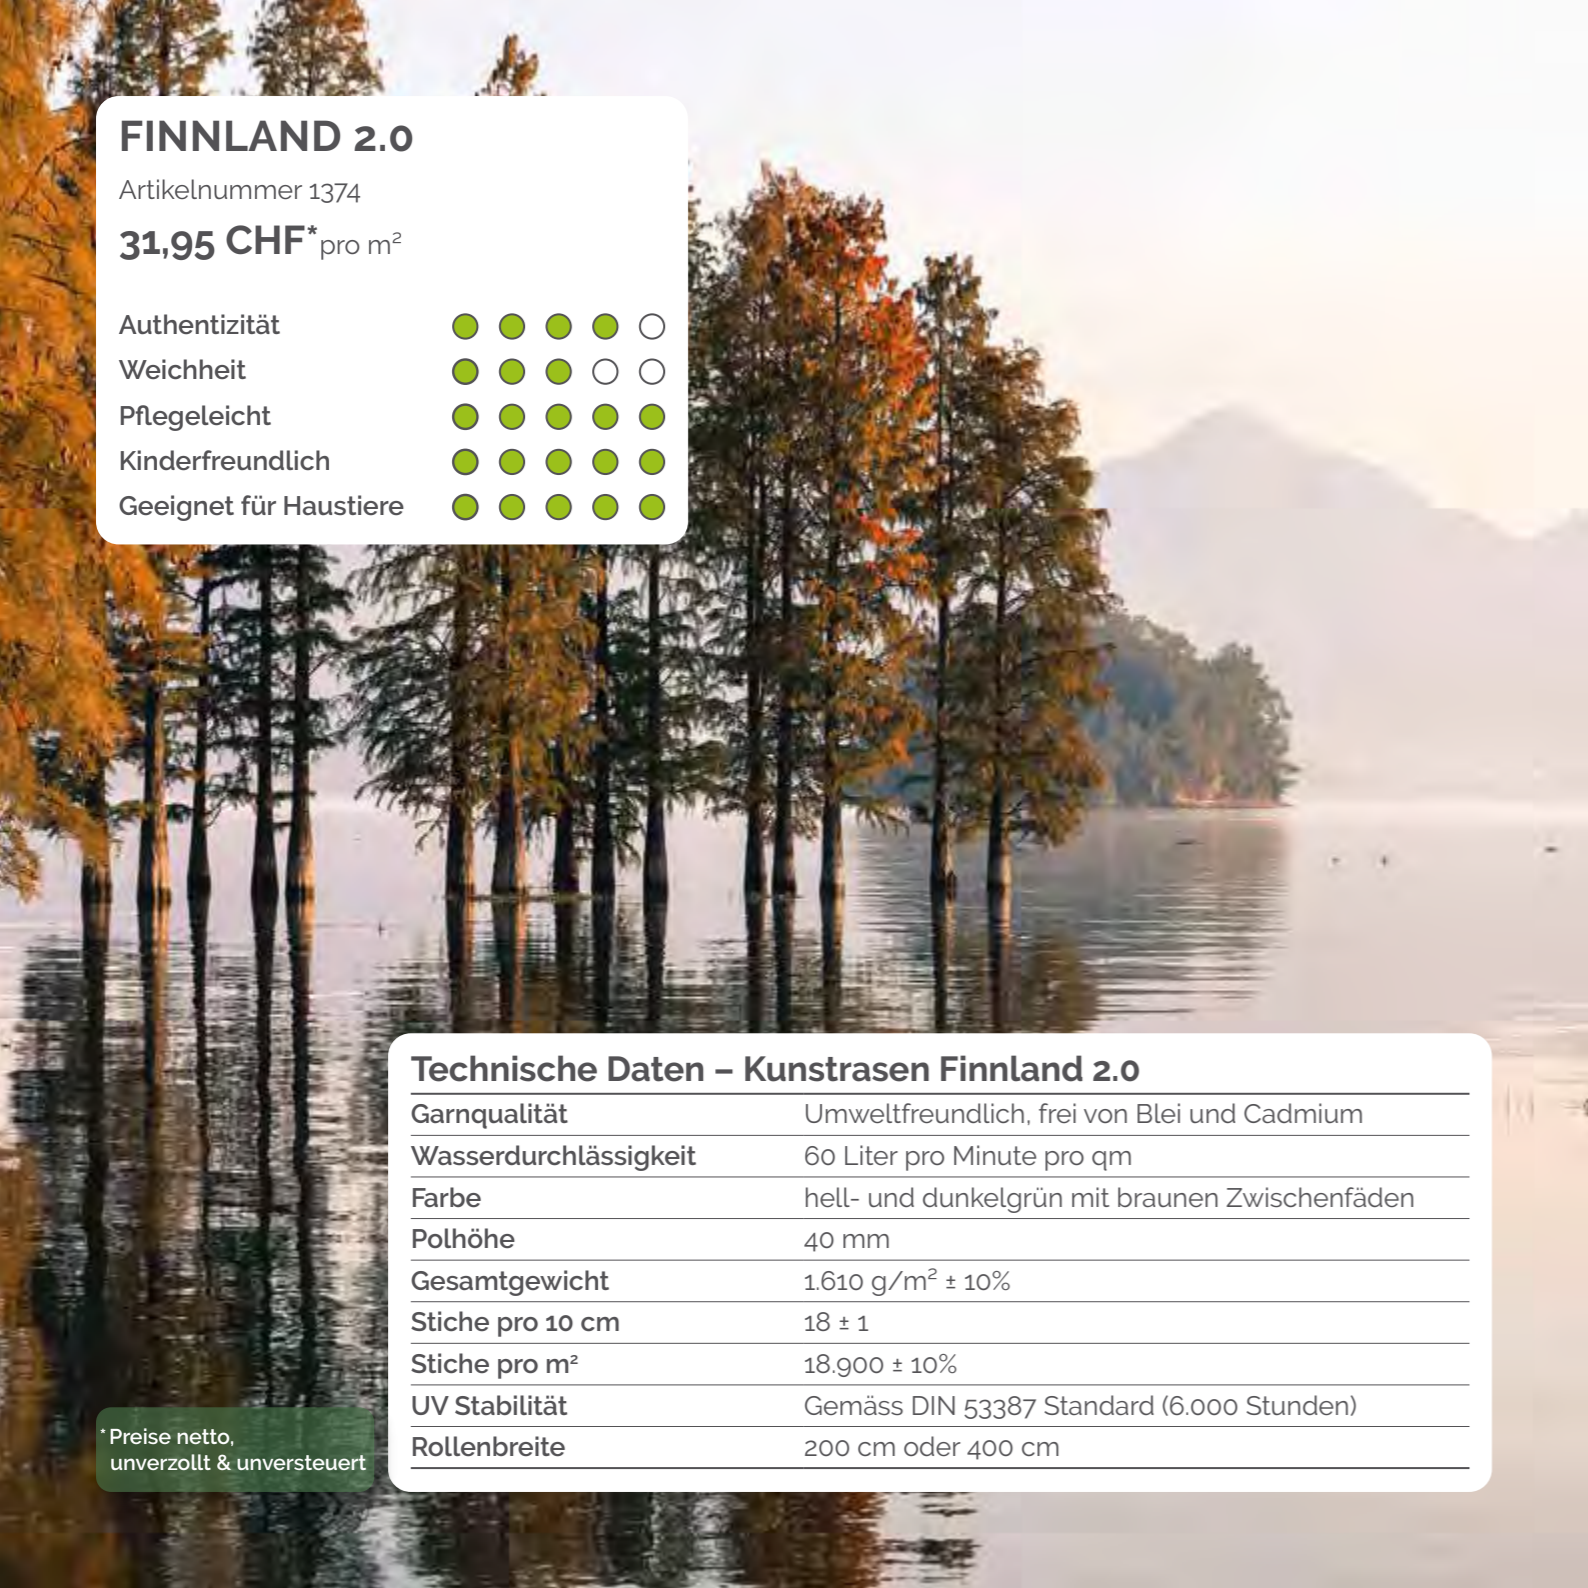 FINNLAND 2.0
Artikelnummer 1374
31,95 CHF* pro m²
Authentizität
Weichheit
Pflegeleicht
Kinderfreundlich
Geeignet für Haustiere
Technische Daten – Kunstrasen Finnland 2.0
Garnqualität Umweltfreundlich, frei von Blei und Cadmium
Wasserdurchlässigkeit 60 Liter pro Minute pro qm
Farbe hell- und dunkelgrün mit braunen Zwischenfäden
Polhöhe 40 mm
Gesamtgewicht 1.610 g/m² ± 10%
Stiche pro 10 cm 18 ± 1
Stiche pro m² 18.900 ± 10%
UV Stabilität Gemäss DIN 53387 Standard (6.000 Stunden)
Rollenbreite 200 cm oder 400 cm
* Preise netto,
unverzollt & unversteuert